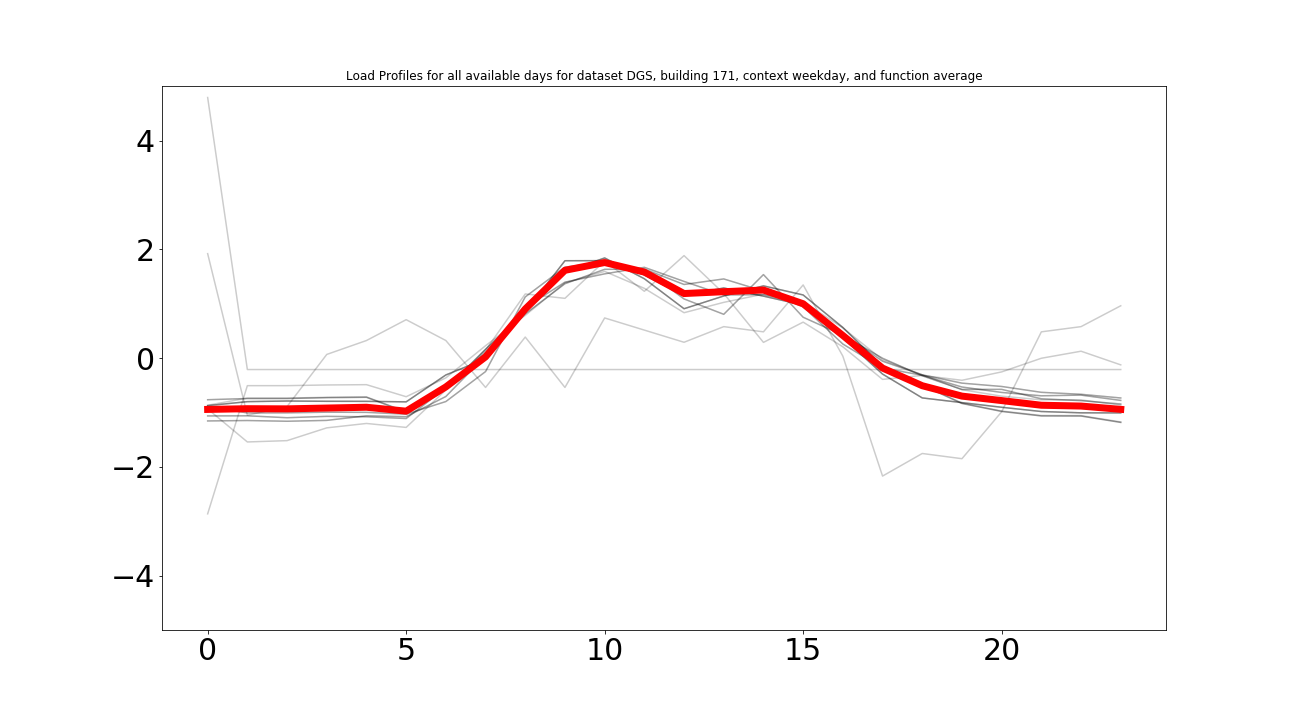 Load Profiles for all available days for dataset DGS, building 171, context weekday, and function average
4
2
0
−2
−4
0 5 10 15 20